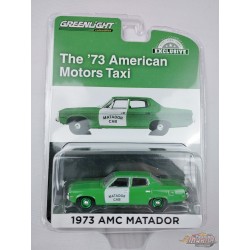 GREENLIGHT
EXCLUSIVE
The '73 American
Motors Taxi
MATADOR
CAB
MATADOR
CAB
1973 AMC MATADOR